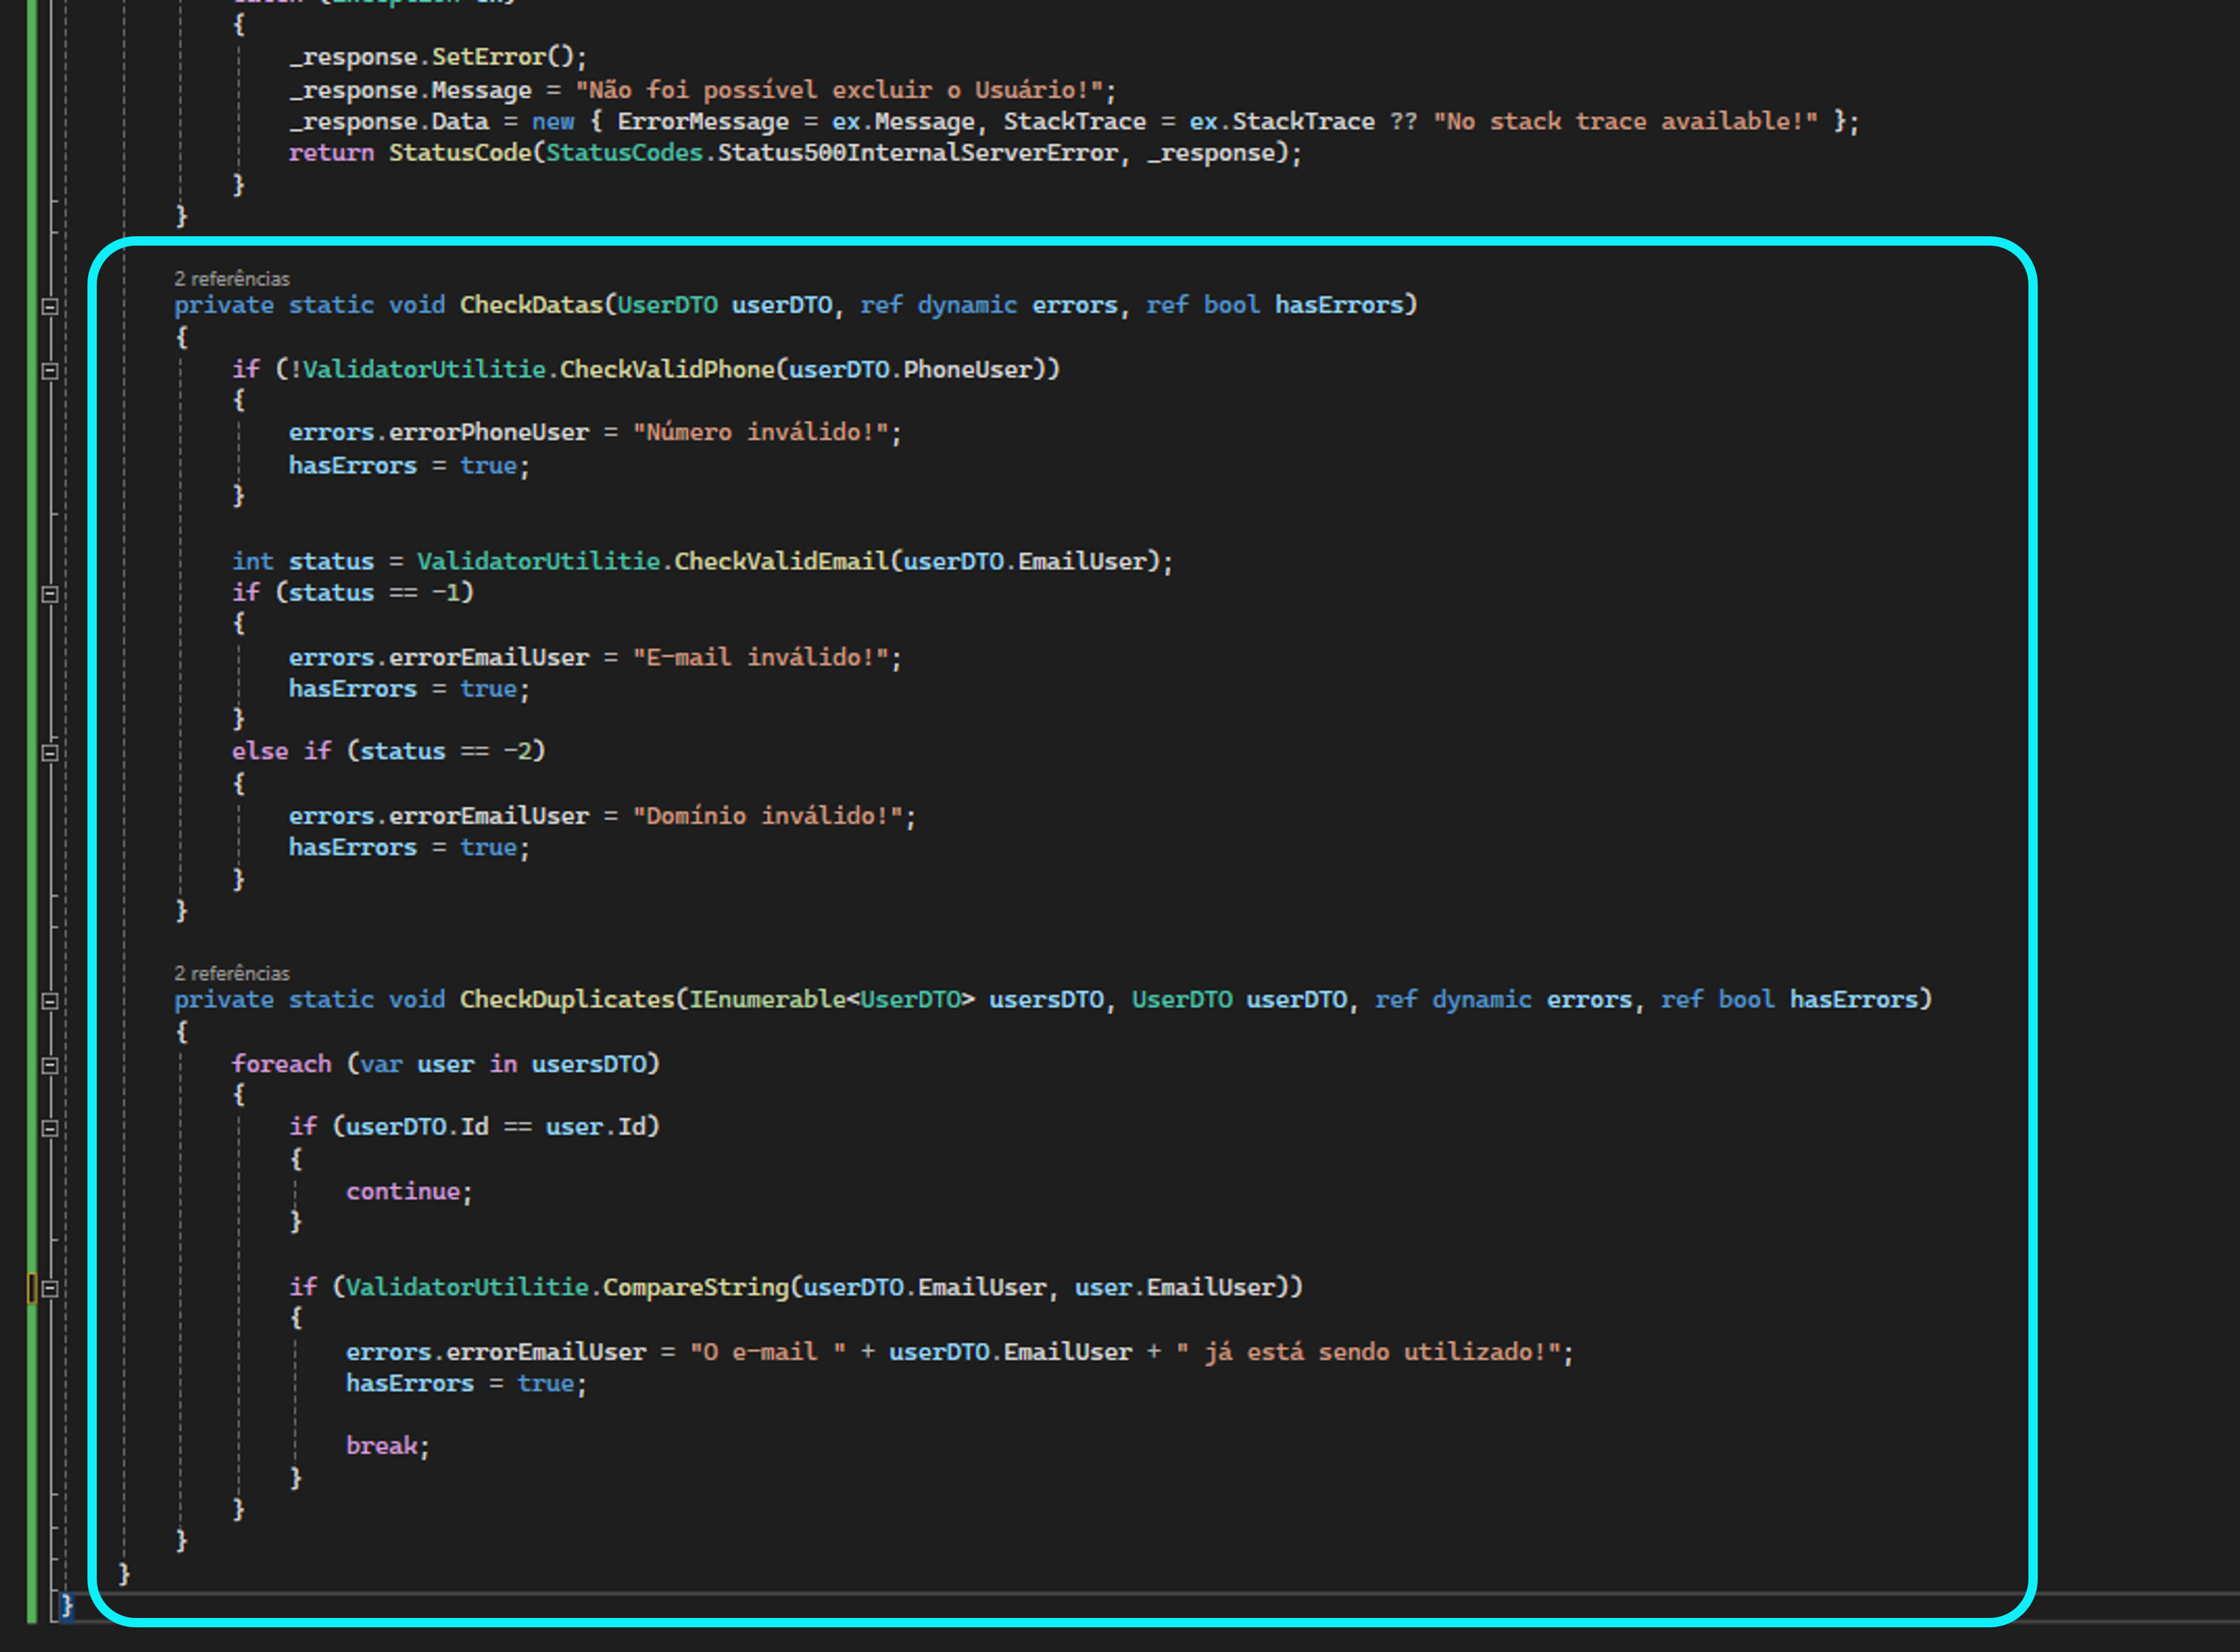 {
_response.SetError();
_response.Message = "Não foi possível excluir o Usuário!";
_response.Data = new { ErrorMessage = ex.Message, StackTrace = ex.StackTrace ?? "No stack trace available!" };
return StatusCode(StatusCodes.Status500InternalServerError, _response);
}
}
2 referências
private static void CheckDatas(UserDTO userDTO, ref dynamic errors, ref bool hasErrors)
{
if (!ValidatorUtilitie.CheckValidPhone(userDTO.PhoneUser))
{
errors.errorPhoneUser = "Número inválido!";
hasErrors = true;
}
int status = ValidatorUtilitie.CheckValidEmail(userDTO.EmailUser);
if (status == -1)
{
errors.errorEmailUser = "E-mail inválido!";
hasErrors = true;
}
else if (status == -2)
{
errors.errorEmailUser = "Domínio inválido!";
hasErrors = true;
}
}
2 referências
private static void CheckDuplicates(IEnumerable<UserDTO> usersDTO, UserDTO userDTO, ref dynamic errors, ref bool hasErrors)
{
foreach (var user in usersDTO)
{
if (userDTO.Id == user.Id)
{
continue;
}
if (ValidatorUtilitie.CompareString(userDTO.EmailUser, user.EmailUser))
{
errors.errorEmailUser = "O e-mail " + userDTO.EmailUser + " já está sendo utilizado!";
hasErrors = true;
break;
}
}
}
}
}